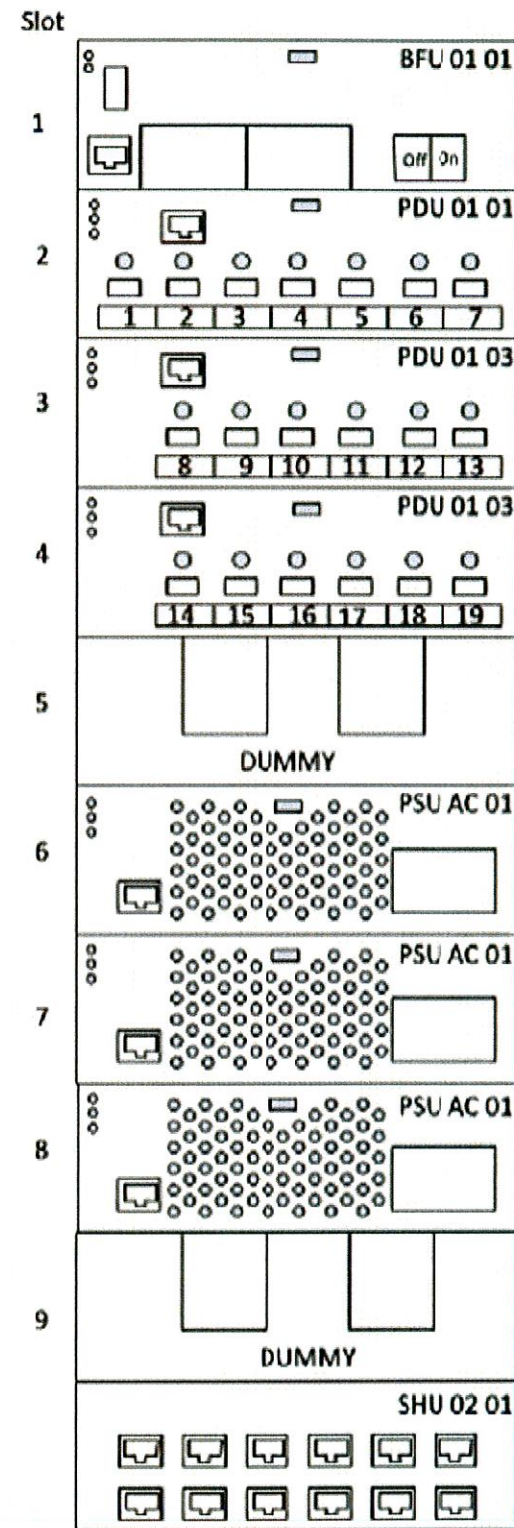 Slot
BFU 01 01
1
Off On
PDU 01 01
2
1 2 3 4 5 6 7
PDU 01 03
3
8 9 10 11 12 13
PDU 01 03
4
14 15 16 17 18 19
5
DUMMY
PSU AC 01
6
PSU AC 01
7
PSU AC 01
8
9
DUMMY
SHU 02 01